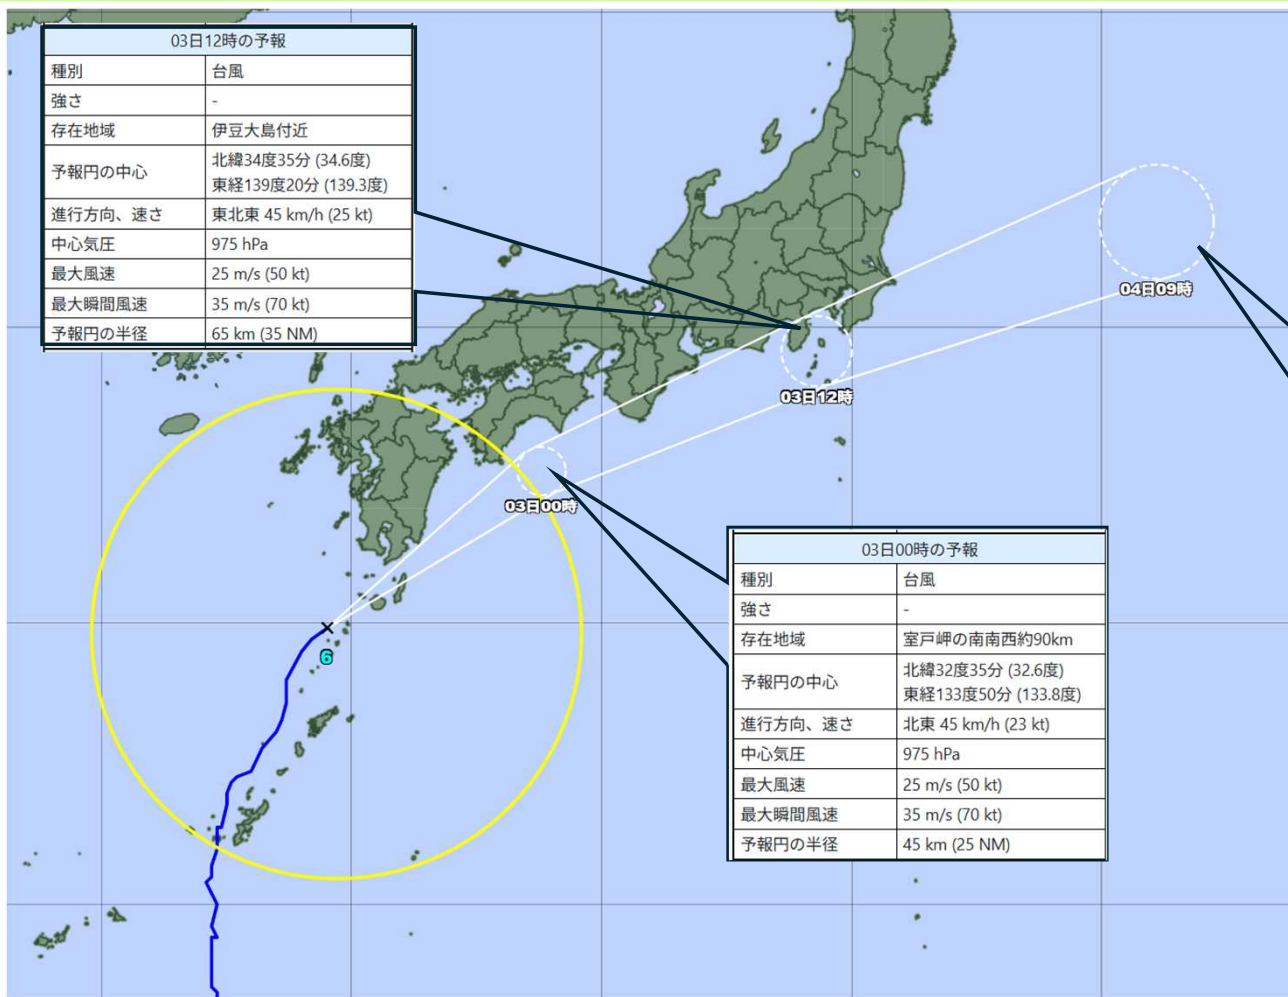 03日12時の予報
種別 台風
強さ -
存在地域 伊豆大島付近
予報円の中心 北緯34度35分 (34.6度)
東経139度20分 (139.3度)
進行方向、速さ 東北東 45 km/h (25 kt)
中心気圧 975 hPa
最大風速 25 m/s (50 kt)
最大瞬間風速 35 m/s (70 kt)
予報円の半径 65 km (35 NM)
04日09時
03日12時
03日00時
6
03日00時の予報
種別 台風
強さ -
存在地域 室戸岬の南南西約90km
予報円の中心 北緯32度35分 (32.6度)
東経133度50分 (133.8度)
進行方向、速さ 北東 45 km/h (23 kt)
中心気圧 975 hPa
最大風速 25 m/s (50 kt)
最大瞬間風速 35 m/s (70 kt)
予報円の半径 45 km (25 NM)